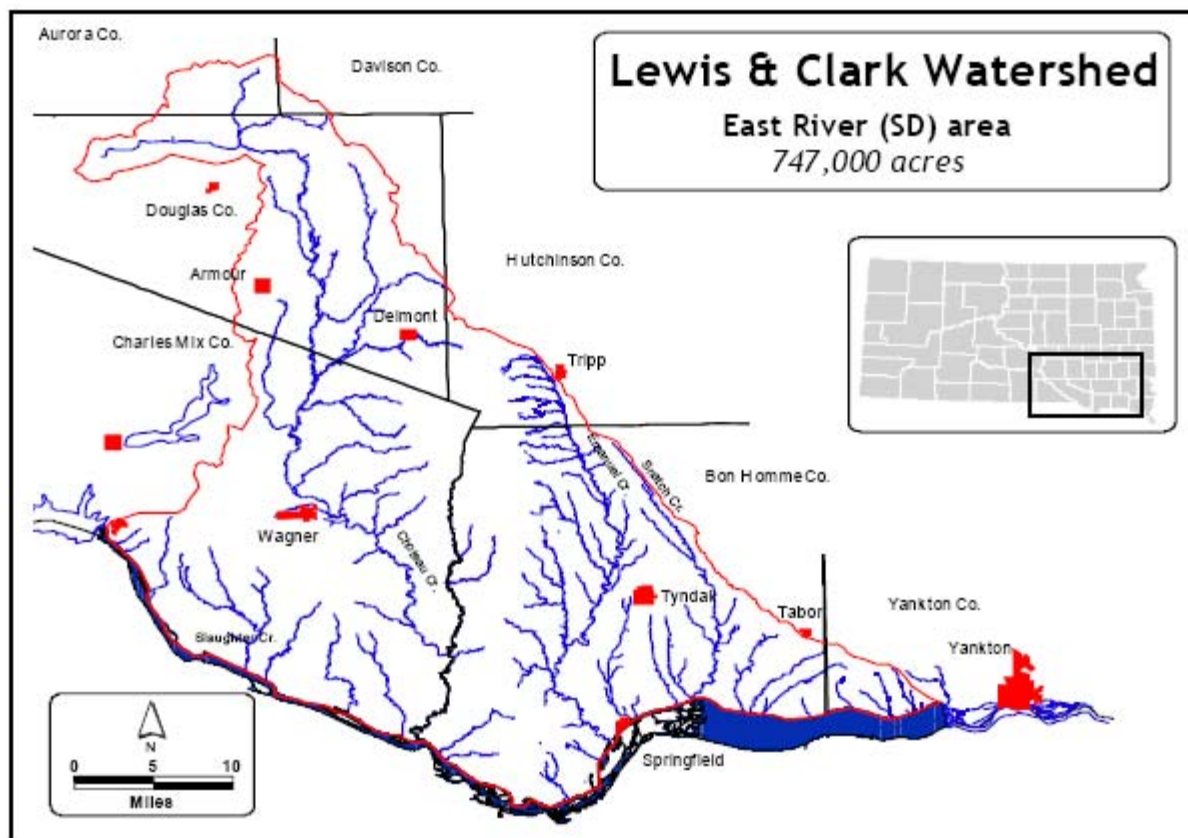 Aurora Co.
Davison Co.
Lewis & Clark Watershed
East River (SD) area
747,000 acres
Douglas Co.
Hutchinson Co.
Armour
Delmont
Charles Mix Co.
Tripp
Emanuel Cr.
Snatch Cr.
Bon Homme Co.
Wagner
Choteau Cr.
Tyndak
Tabor
Yankton Co.
Slaughter Cr.
Yankton
Springfield
N
0 5 10
Miles